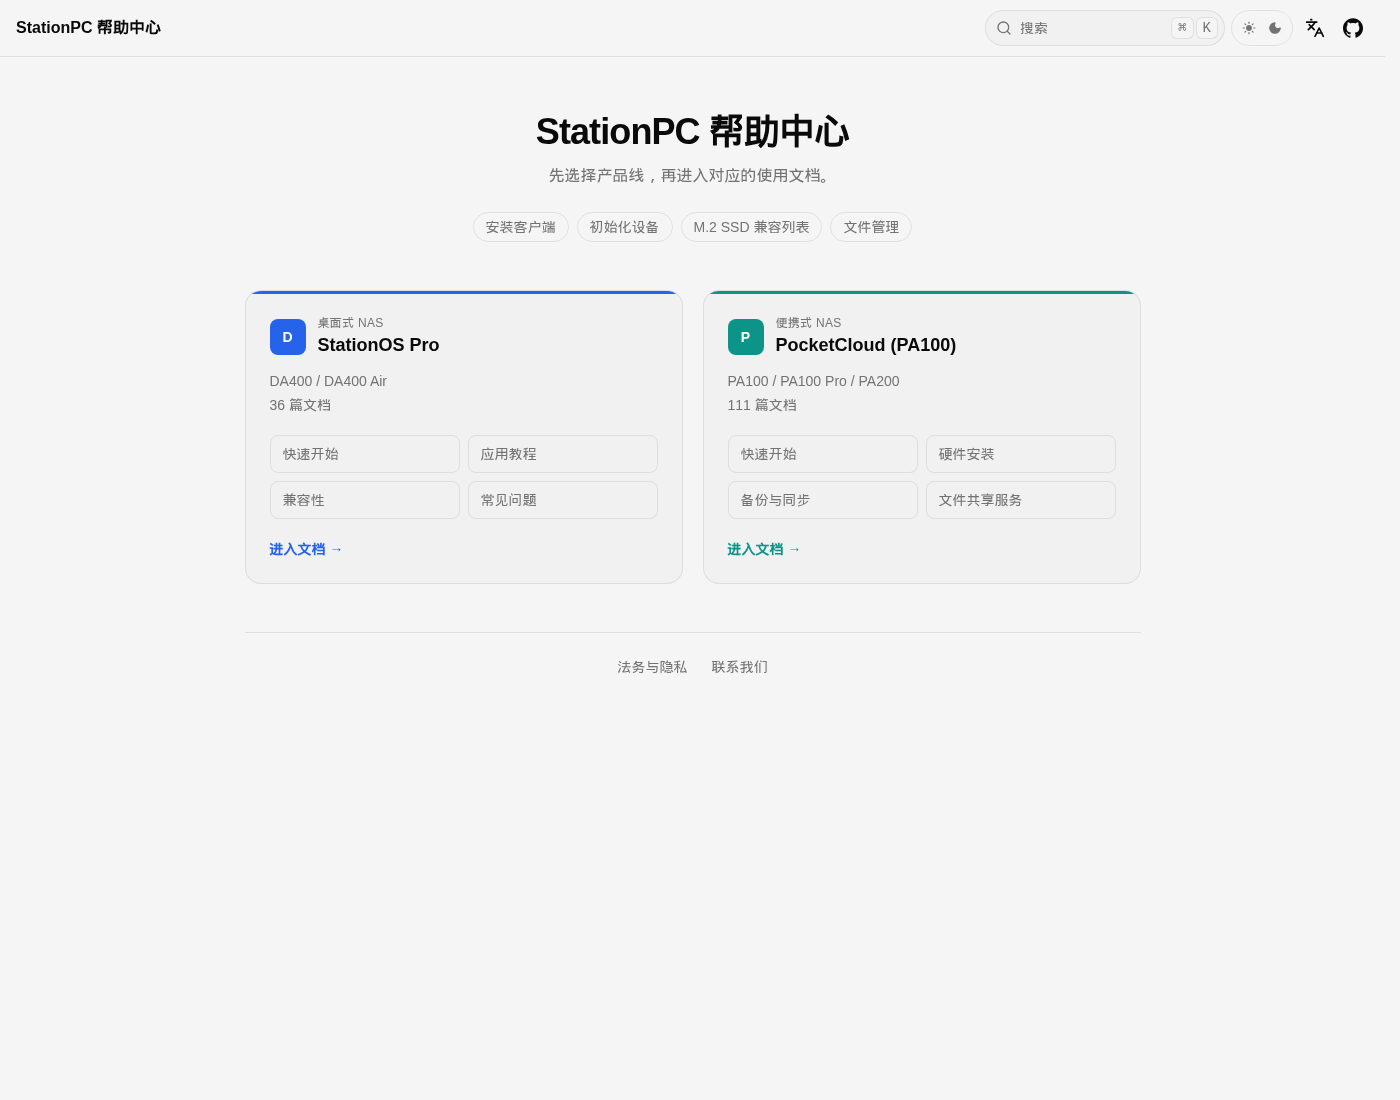 StationPC 帮助中心
搜索 ⌘ K
StationPC 帮助中心
先选择产品线，再进入对应的使用文档。
安装客户端 初始化设备 M.2 SSD 兼容列表 文件管理
D
桌面式 NAS
StationOS Pro
DA400 / DA400 Air
36 篇文档
快速开始 应用教程
兼容性 常见问题
进入文档 →
P
便携式 NAS
PocketCloud (PA100)
PA100 / PA100 Pro / PA200
111 篇文档
快速开始 硬件安装
备份与同步 文件共享服务
进入文档 →
法务与隐私 联系我们